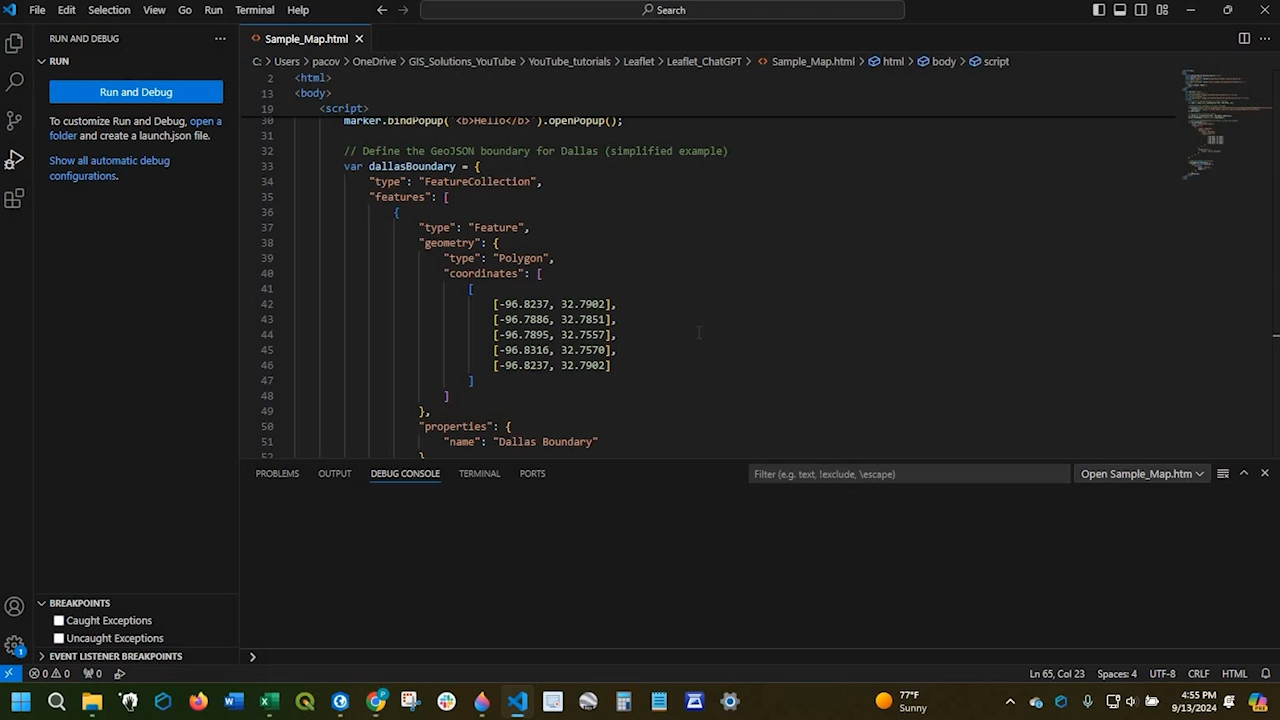 File Edit Selection View Go Run Terminal Help
Search
RUN AND DEBUG
RUN
Run and Debug
To customize Run and Debug, open a
folder and create a launch.json file.
Show all automatic debug
configurations.
BREAKPOINTS
Caught Exceptions
Uncaught Exceptions
EVENT LISTENER BREAKPOINTS
Sample_Map.html
C: > Users > pacov > OneDrive > GIS_Solutions_YouTube > YouTube_tutorials > Leaflet > Leaflet_ChatGPT > Sample_Map.html > html > body > script
2 <html>
13 <body>
19 <script>
30 marker.bindPopup("<b>Hello</b>").openPopup();
31
32 // Define the GeoJSON boundary for Dallas (simplified example)
33 var dallasBoundary = {
34 "type": "FeatureCollection",
35 "features": [
36 {
37 "type": "Feature",
38 "geometry": {
39 "type": "Polygon",
40 "coordinates": [
41 [
42 [-96.8237, 32.7902],
43 [-96.7886, 32.7851],
44 [-96.7895, 32.7557],
45 [-96.8316, 32.7570],
46 [-96.8237, 32.7902]
47 ]
48 ]
49 },
50 "properties": {
51 "name": "Dallas Boundary"
52 }
PROBLEMS OUTPUT DEBUG CONSOLE TERMINAL PORTS
Filter (e.g. text, !exclude, \escape)
Open Sample_Map.htm
0 0 0
Ln 65, Col 23 Spaces: 4 UTF-8 CRLF HTML
1
77°F
Sunny
4:55 PM
9/13/2024